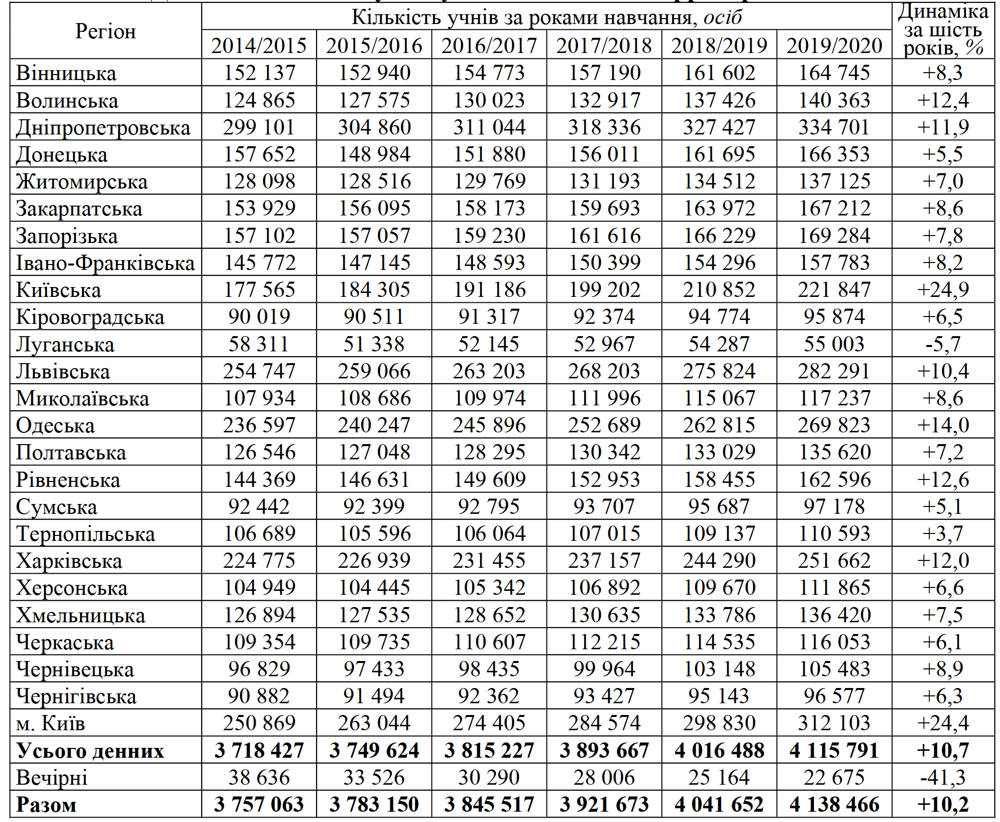 Регіон Кількість учнів за роками навчання, осіб Динаміка за шість років, %
2014/2015 2015/2016 2016/2017 2017/2018 2018/2019 2019/2020
Вінницька 152 137 152 940 154 773 157 190 161 602 164 745 +8,3
Волинська 124 865 127 575 130 023 132 917 137 426 140 363 +12,4
Дніпропетровська 299 101 304 860 311 044 318 336 327 427 334 701 +11,9
Донецька 157 652 148 984 151 880 156 011 161 695 166 353 +5,5
Житомирська 128 098 128 516 129 769 131 193 134 512 137 125 +7,0
Закарпатська 153 929 156 095 158 173 159 693 163 972 167 212 +8,6
Запорізька 157 102 157 057 159 230 161 616 166 229 169 284 +7,8
Івано-Франківська 145 772 147 145 148 593 150 399 154 296 157 783 +8,2
Київська 177 565 184 305 191 186 199 202 210 852 221 847 +24,9
Кіровоградська 90 019 90 511 91 317 92 374 94 774 95 874 +6,5
Луганська 58 311 51 338 52 145 52 967 54 287 55 003 -5,7
Львівська 254 747 259 066 263 203 268 203 275 824 282 291 +10,4
Миколаївська 107 934 108 686 109 974 111 996 115 067 117 237 +8,6
Одеська 236 597 240 247 245 896 252 689 262 815 269 823 +14,0
Полтавська 126 546 127 048 128 295 130 342 133 029 135 620 +7,2
Рівненська 144 369 146 631 149 609 152 953 158 455 162 596 +12,6
Сумська 92 442 92 399 92 795 93 707 95 687 97 178 +5,1
Тернопільська 106 689 105 596 106 064 107 015 109 137 110 593 +3,7
Харківська 224 775 226 939 231 455 237 157 244 290 251 662 +12,0
Херсонська 104 949 104 445 105 342 106 892 109 670 111 865 +6,6
Хмельницька 126 894 127 535 128 652 130 635 133 786 136 420 +7,5
Черкаська 109 354 109 735 110 607 112 215 114 535 116 053 +6,1
Чернівецька 96 829 97 433 98 435 99 964 103 148 105 483 +8,9
Чернігівська 90 882 91 494 92 362 93 427 95 143 96 577 +6,3
м. Київ 250 869 263 044 274 405 284 574 298 830 312 103 +24,4
Усього денних 3 718 427 3 749 624 3 815 227 3 893 667 4 016 488 4 115 791 +10,7
Вечірні 38 636 33 526 30 290 28 006 25 164 22 675 -41,3
Разом 3 757 063 3 783 150 3 845 517 3 921 673 4 041 652 4 138 466 +10,2